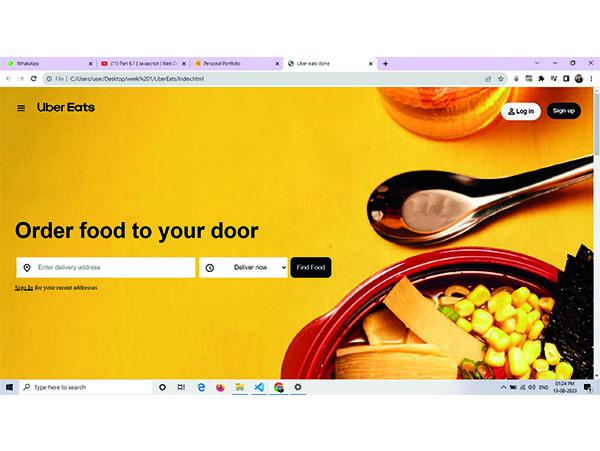 WhatsApp
(11) Part 6.1 | Javascript | Web D
Personal Portfolio
Uber eats clone
File | C:/Users/user/Desktop/week%201/UberEats/index.html
Uber Eats
Log in
Sign up
Order food to your door
Enter delivery address
Deliver now
Find Food
Sign In for your recent addresses
Type here to search
ENG
01:24 PM
13-08-2023